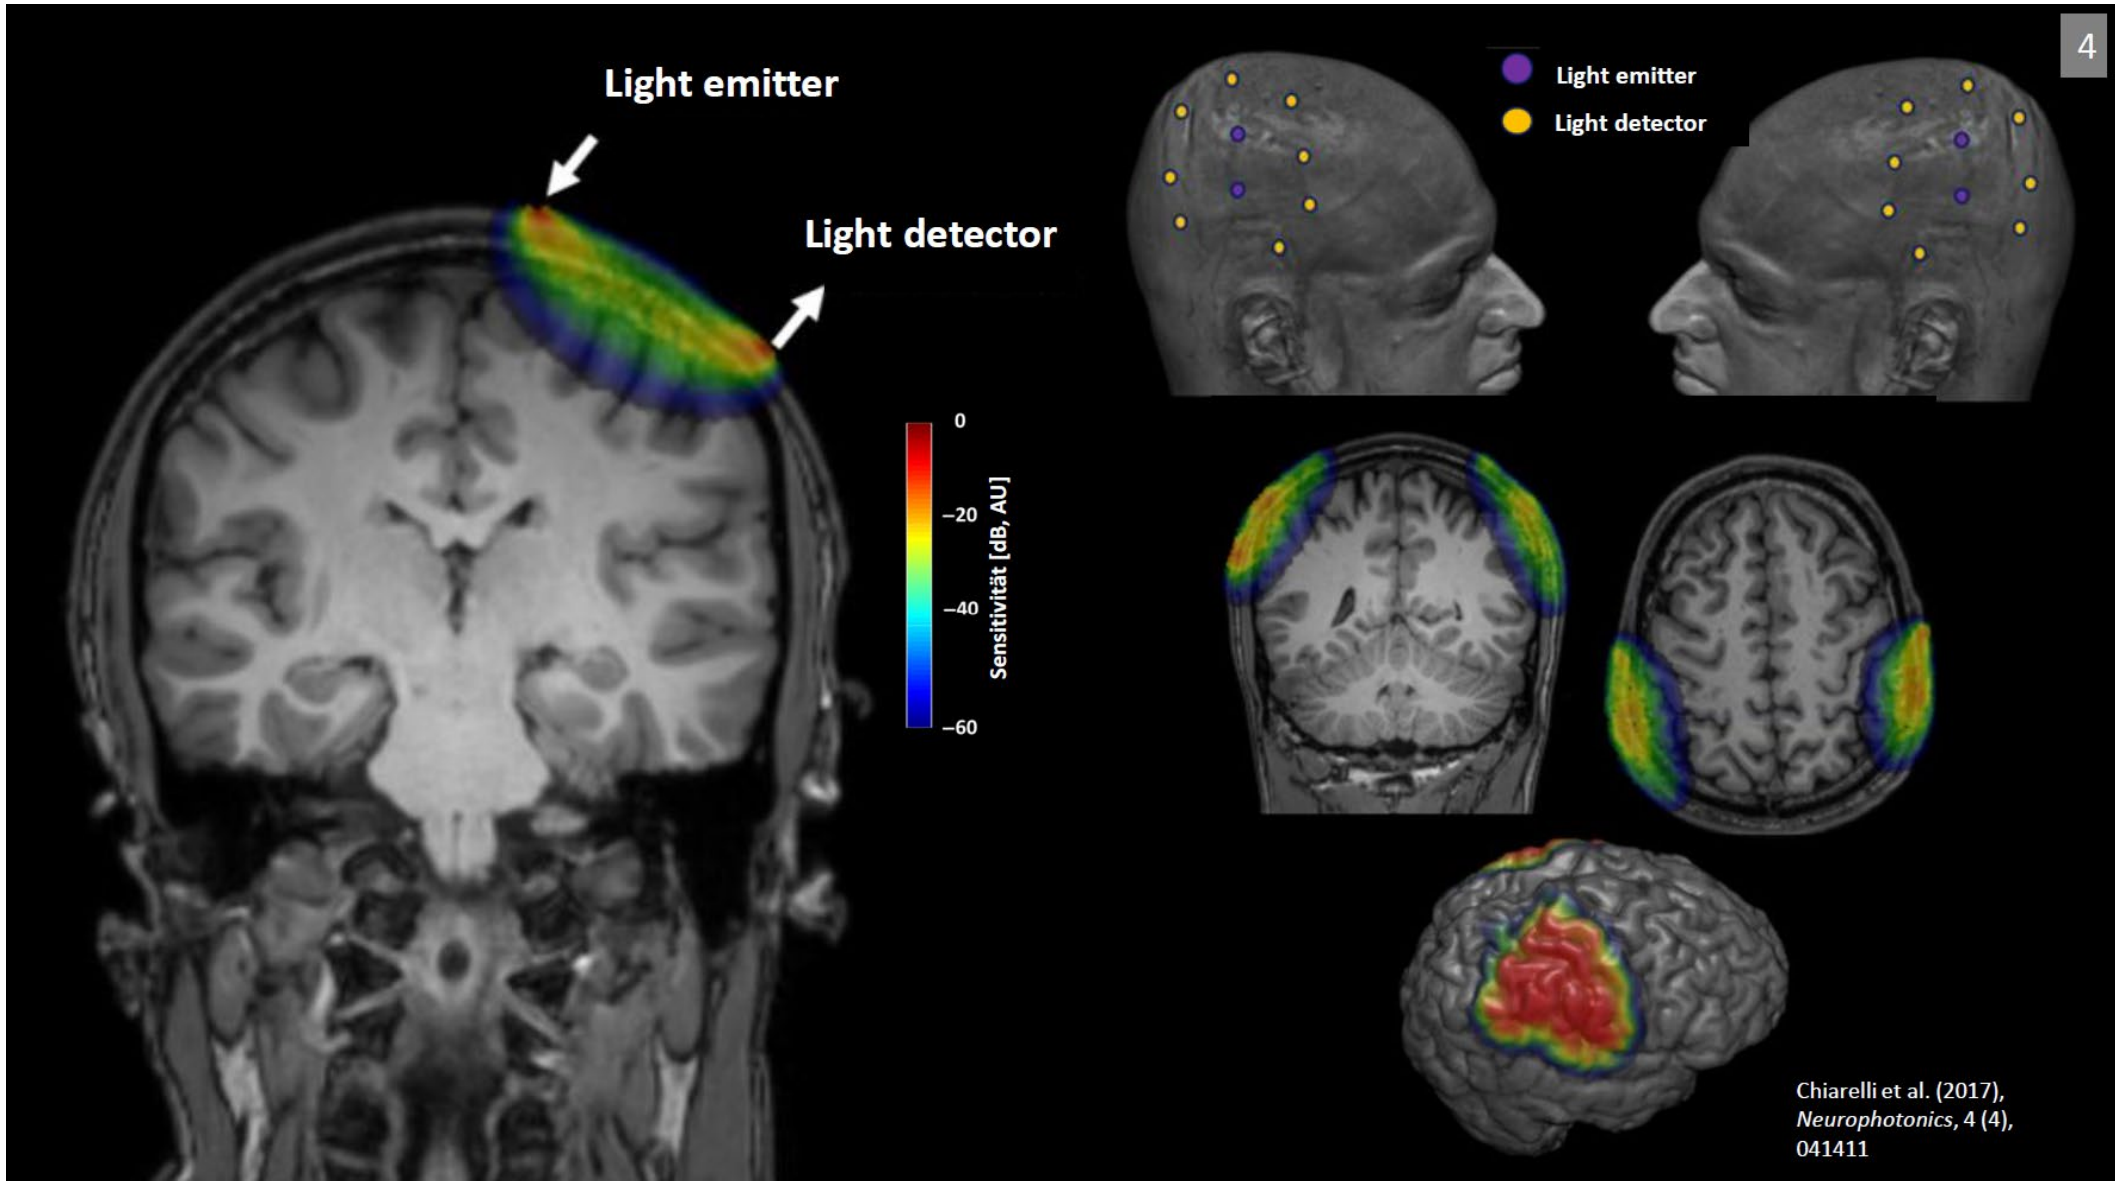 4
Light emitter
Light detector
Light emitter
Light detector
0
–20
–40
–60
Sensitivität [dB, AU]
Chiarelli et al. (2017),
Neurophotonics, 4 (4),
041411